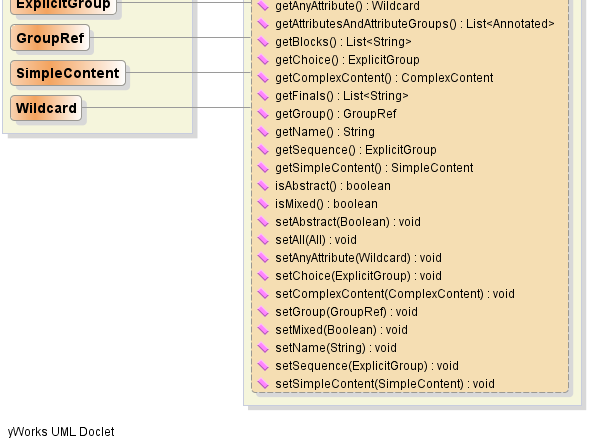 ExplicitGroup
GroupRef
SimpleContent
Wildcard
getAnyAttribute() : Wildcard
getAttributesAndAttributeGroups() : List<Annotated>
getBlocks() : List<String>
getChoice() : ExplicitGroup
getComplexContent() : ComplexContent
getFinals() : List<String>
getGroup() : GroupRef
getName() : String
getSequence() : ExplicitGroup
getSimpleContent() : SimpleContent
isAbstract() : boolean
isMixed() : boolean
setAbstract(Boolean) : void
setAll(All) : void
setAnyAttribute(Wildcard) : void
setChoice(ExplicitGroup) : void
setComplexContent(ComplexContent) : void
setGroup(GroupRef) : void
setMixed(Boolean) : void
setName(String) : void
setSequence(ExplicitGroup) : void
setSimpleContent(SimpleContent) : void
yWorks UML Doclet